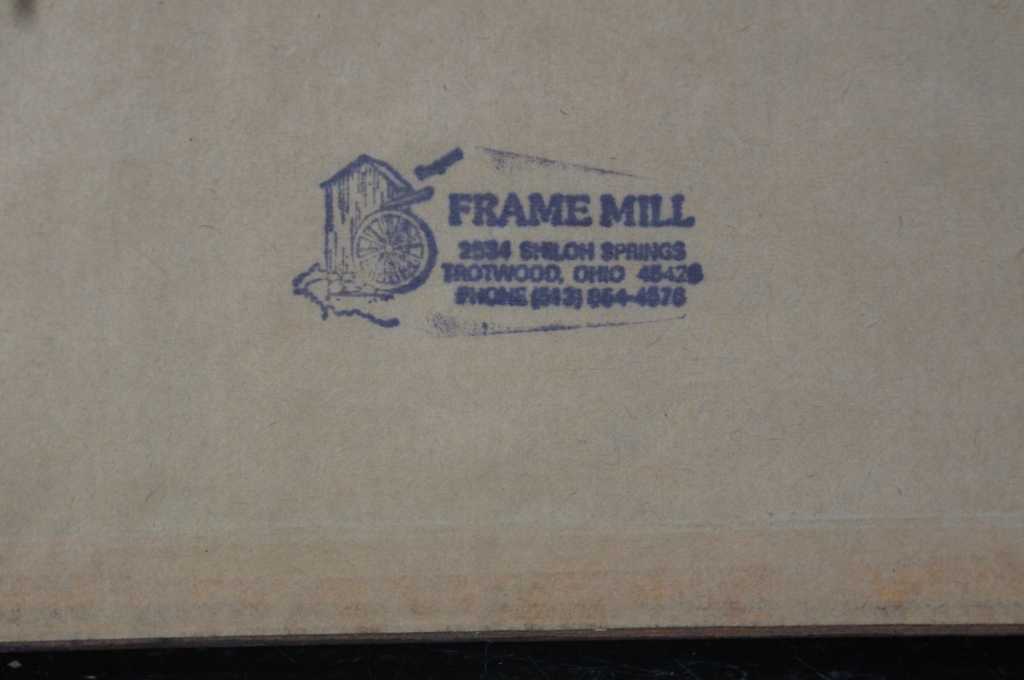 FRAME MILL
2534 SHILOH SPRINGS
TROTWOOD, OHIO 45426
PHONE (513) 854-4576